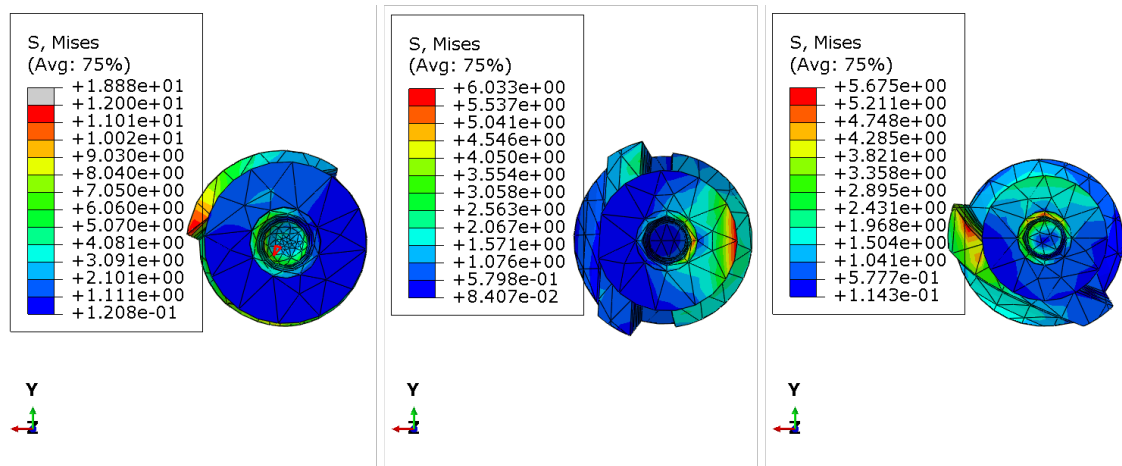 S, Mises
(Avg: 75%)
+1.888e+01
+1.200e+01
+1.101e+01
+1.002e+01
+9.030e+00
+8.040e+00
+7.050e+00
+6.060e+00
+5.070e+00
+4.081e+00
+3.091e+00
+2.101e+00
+1.111e+00
+1.208e-01
P
Y
Z
S, Mises
(Avg: 75%)
+6.033e+00
+5.537e+00
+5.041e+00
+4.546e+00
+4.050e+00
+3.554e+00
+3.058e+00
+2.563e+00
+2.067e+00
+1.571e+00
+1.076e+00
+5.798e-01
+8.407e-02
Y
Z
S, Mises
(Avg: 75%)
+5.675e+00
+5.211e+00
+4.748e+00
+4.285e+00
+3.821e+00
+3.358e+00
+2.895e+00
+2.431e+00
+1.968e+00
+1.504e+00
+1.041e+00
+5.777e-01
+1.143e-01
Y
Z